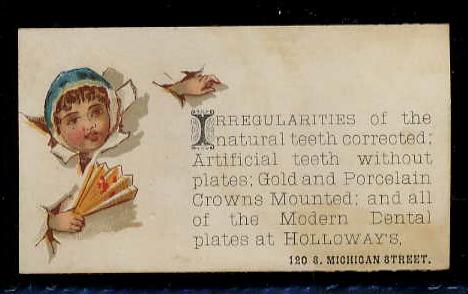 IRREGULARITIES of the
natural teeth corrected;
Artificial teeth without
plates; Gold and Porcelain
Crowns Mounted; and all
of the Modern Dental
plates at HOLLOWAY'S,
120 S. MICHIGAN STREET.